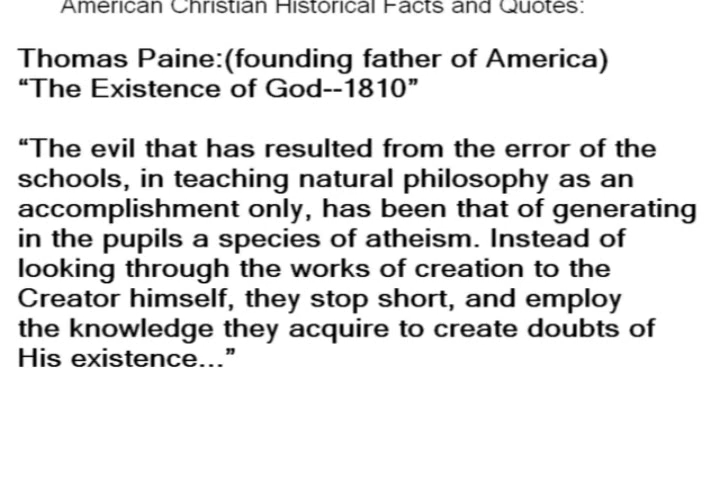 American Christian Historical Facts and Quotes:
Thomas Paine:(founding father of America)
“The Existence of God--1810”
“The evil that has resulted from the error of the
schools, in teaching natural philosophy as an
accomplishment only, has been that of generating
in the pupils a species of atheism. Instead of
looking through the works of creation to the
Creator himself, they stop short, and employ
the knowledge they acquire to create doubts of
His existence...”